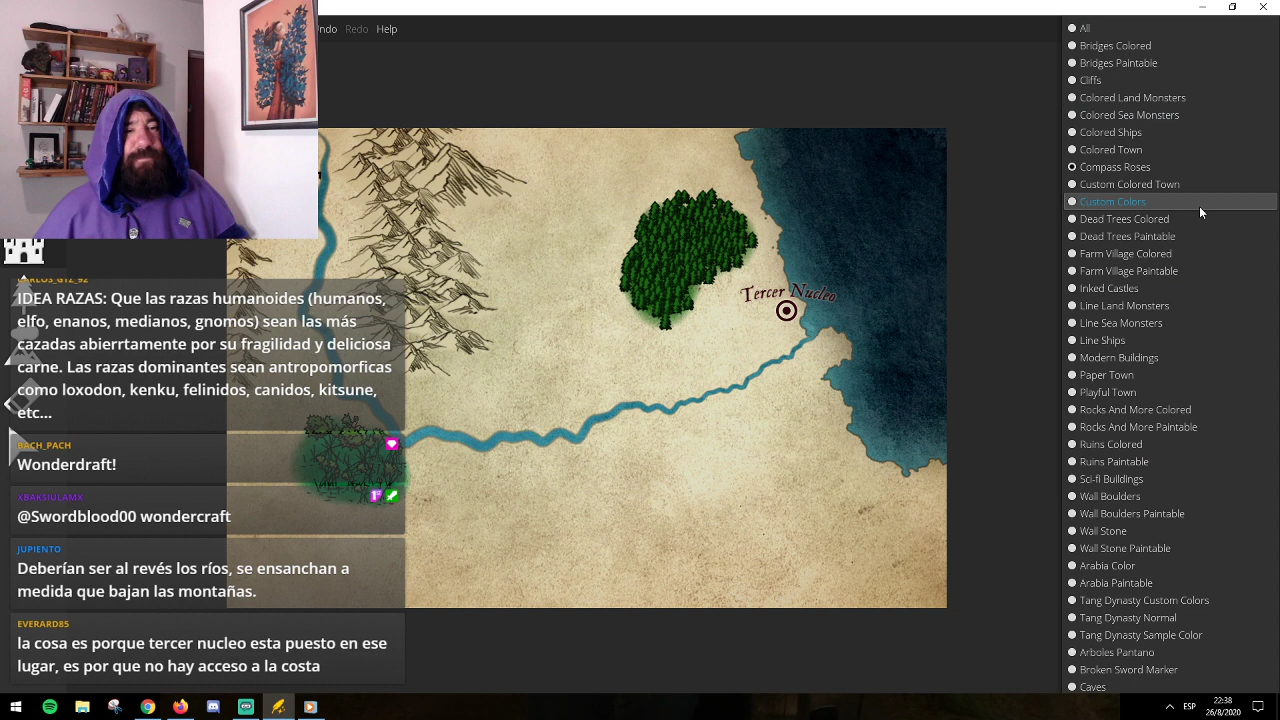 Redo
Help
Tercer Nucleo
IDEA RAZAS: Que las razas humanoides (humanos,
elfo, enanos, medianos, gnomos) sean las más
cazadas abierrtamente por su fragilidad y deliciosa
carne. Las razas dominantes sean antropomorficas
como loxodon, kenku, felinidos, canidos, kitsune,
etc...
BACH_PACH
Wonderdraft!
XBAKSIULAMX
@Swordblood00 wondercraft
JUPIENTO
Deberían ser al revés los ríos, se ensanchan a
medida que bajan las montañas.
EVERARD85
la cosa es porque tercer nucleo esta puesto en ese
lugar, es por que no hay acceso a la costa
All
Bridges Colored
Bridges Paintable
Cliffs
Colored Land Monsters
Colored Sea Monsters
Colored Ships
Colored Town
Compass Roses
Custom Colored Town
Custom Colors
Dead Trees Colored
Dead Trees Paintable
Farm Village Colored
Farm Village Paintable
Inked Castles
Line Land Monsters
Line Sea Monsters
Line Ships
Modern Buildings
Paper Town
Playful Town
Rocks And More Colored
Rocks And More Paintable
Ruins Colored
Ruins Paintable
Sci-fi Buildings
Wall Boulders
Wall Boulders Paintable
Wall Stone
Wall Stone Paintable
Arabia Color
Arabia Paintable
Tang Dynasty Custom Colors
Tang Dynasty Normal
Tang Dynasty Sample Color
Arboles Pantano
Broken Sword Marker
Caves
ESP
22:38
26/8/2020